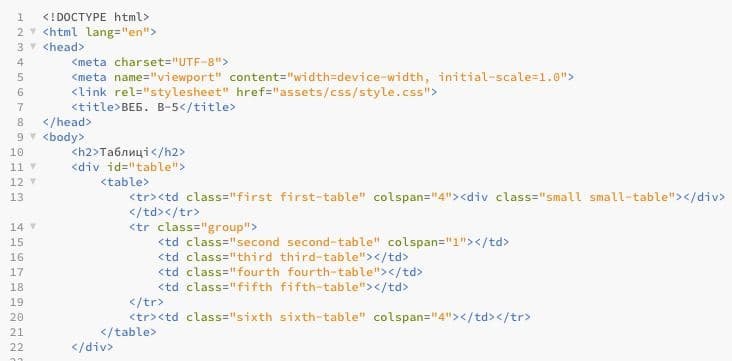 1 <!DOCTYPE html>
2 <html lang="en">
3 <head>
4 <meta charset="UTF-8">
5 <meta name="viewport" content="width=device-width, initial-scale=1.0">
6 <link rel="stylesheet" href="assets/css/style.css">
7 <title>ВЕБ. В-5</title>
8 </head>
9 <body>
10 <h2>Таблиці</h2>
11 <div id="table">
12 <table>
13 <tr><td class="first first-table" colspan="4"><div class="small small-table"></div>
</td></tr>
14 <tr class="group">
15 <td class="second second-table" colspan="1"></td>
16 <td class="third third-table"></td>
17 <td class="fourth fourth-table"></td>
18 <td class="fifth fifth-table"></td>
19 </tr>
20 <tr><td class="sixth sixth-table" colspan="4"></td></tr>
21 </table>
22 </div>